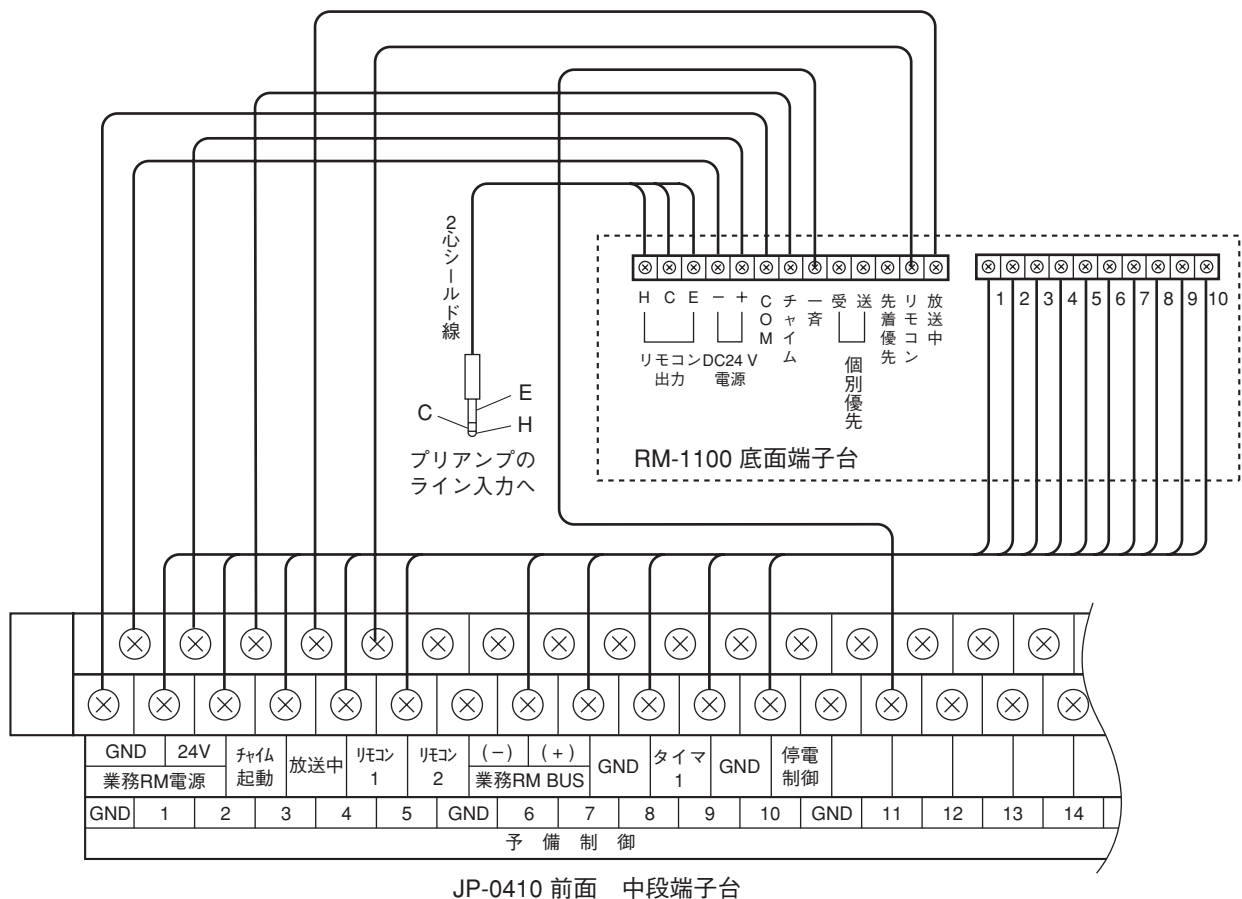 2心シールド線
C
E
H
プリアンプの
ライン入力へ
H C E − + COM チャイム 一斉 受 送 先着優先 リモコン 放送中
リモコン出力
DC24 V電源
個別優先
1 2 3 4 5 6 7 8 9 10
RM-1100 底面端子台
GND 24V チャイム起動 放送中 リモコン1 リモコン2 (−) (+) GND タイマ1 GND 停電制御
業務RM電源 業務RM BUS
GND 1 2 3 4 5 GND 6 7 8 9 10 GND 11 12 13 14
予備制御
JP-0410 前面 中段端子台